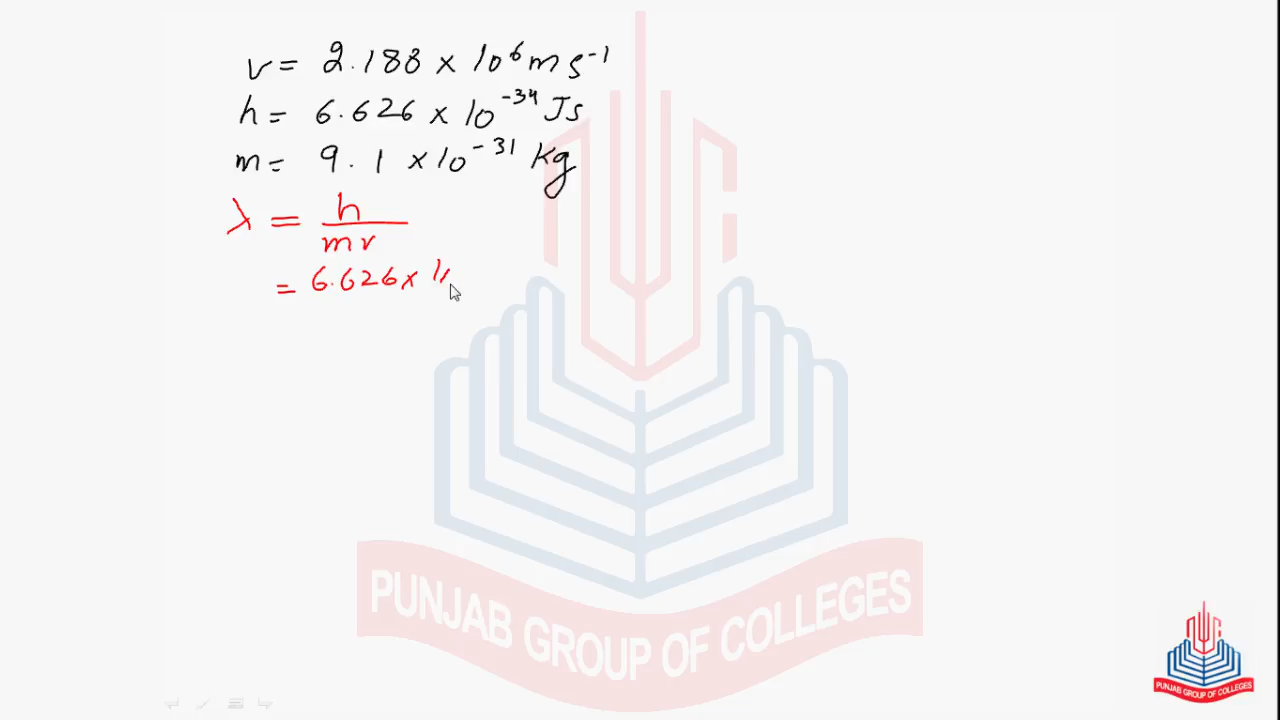 v = 2.188 × 10⁶ m s⁻¹
h = 6.626 × 10⁻³⁴ Js
m = 9.1 × 10⁻³¹ Kg
λ = h / mv
= 6.626 × 1
PUNJAB GROUP OF COLLEGES
PUNJAB GROUP OF COLLEGES